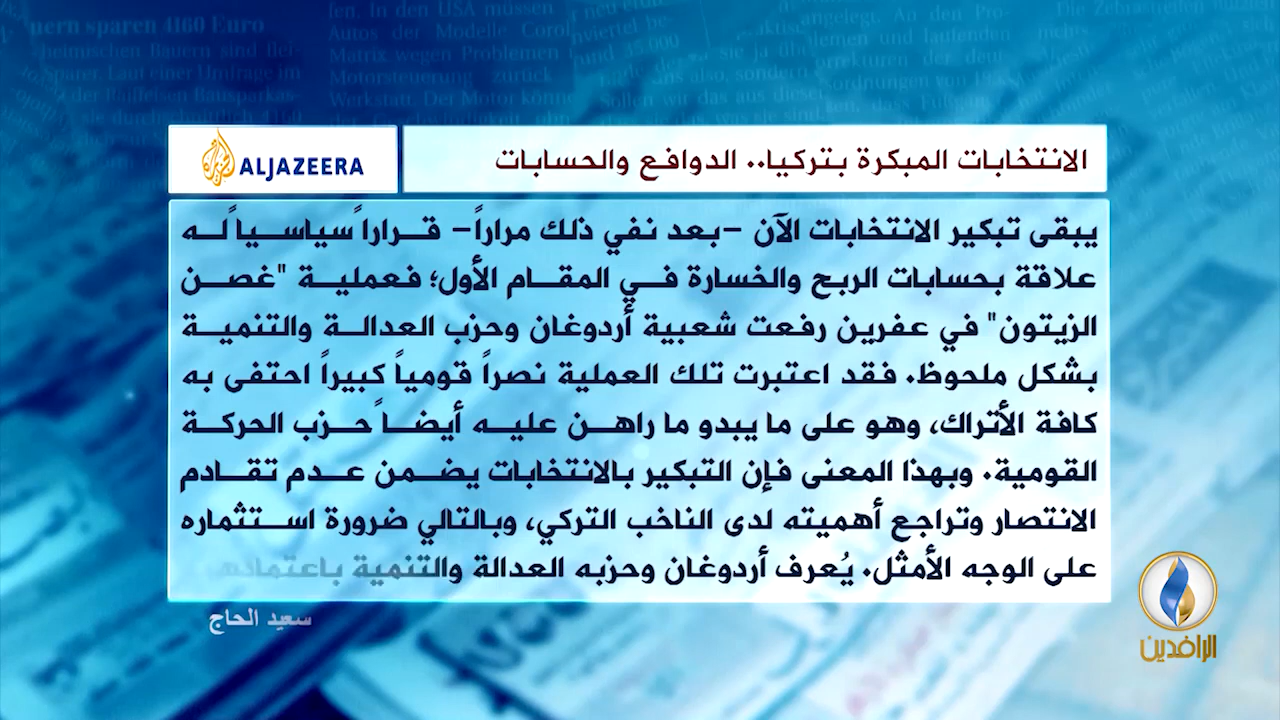 ALJAZEERA
الانتخابات المبكرة بتركيا.. الدوافع والحسابات
يبقى تبكير الانتخابات الآن –بعد نفي ذلك مراراً– قراراً سياسياً له
علاقة بحسابات الربح والخسارة في المقام الأول؛ فعملية "غصن
الزيتون" في عفرين رفعت شعبية أردوغان وحزب العدالة والتنمية
بشكل ملحوظ. فقد اعتبرت تلك العملية نصراً قومياً كبيراً احتفى به
كافة الأتراك، وهو على ما يبدو ما راهن عليه أيضاً حزب الحركة
القومية. وبهذا المعنى فإن التبكير بالانتخابات يضمن عدم تقادم
الانتصار وتراجع أهميته لدى الناخب التركي، وبالتالي ضرورة استثماره
على الوجه الأمثل. يُعرف أردوغان وحزبه العدالة والتنمية
سعيد الحاج
الرافدين